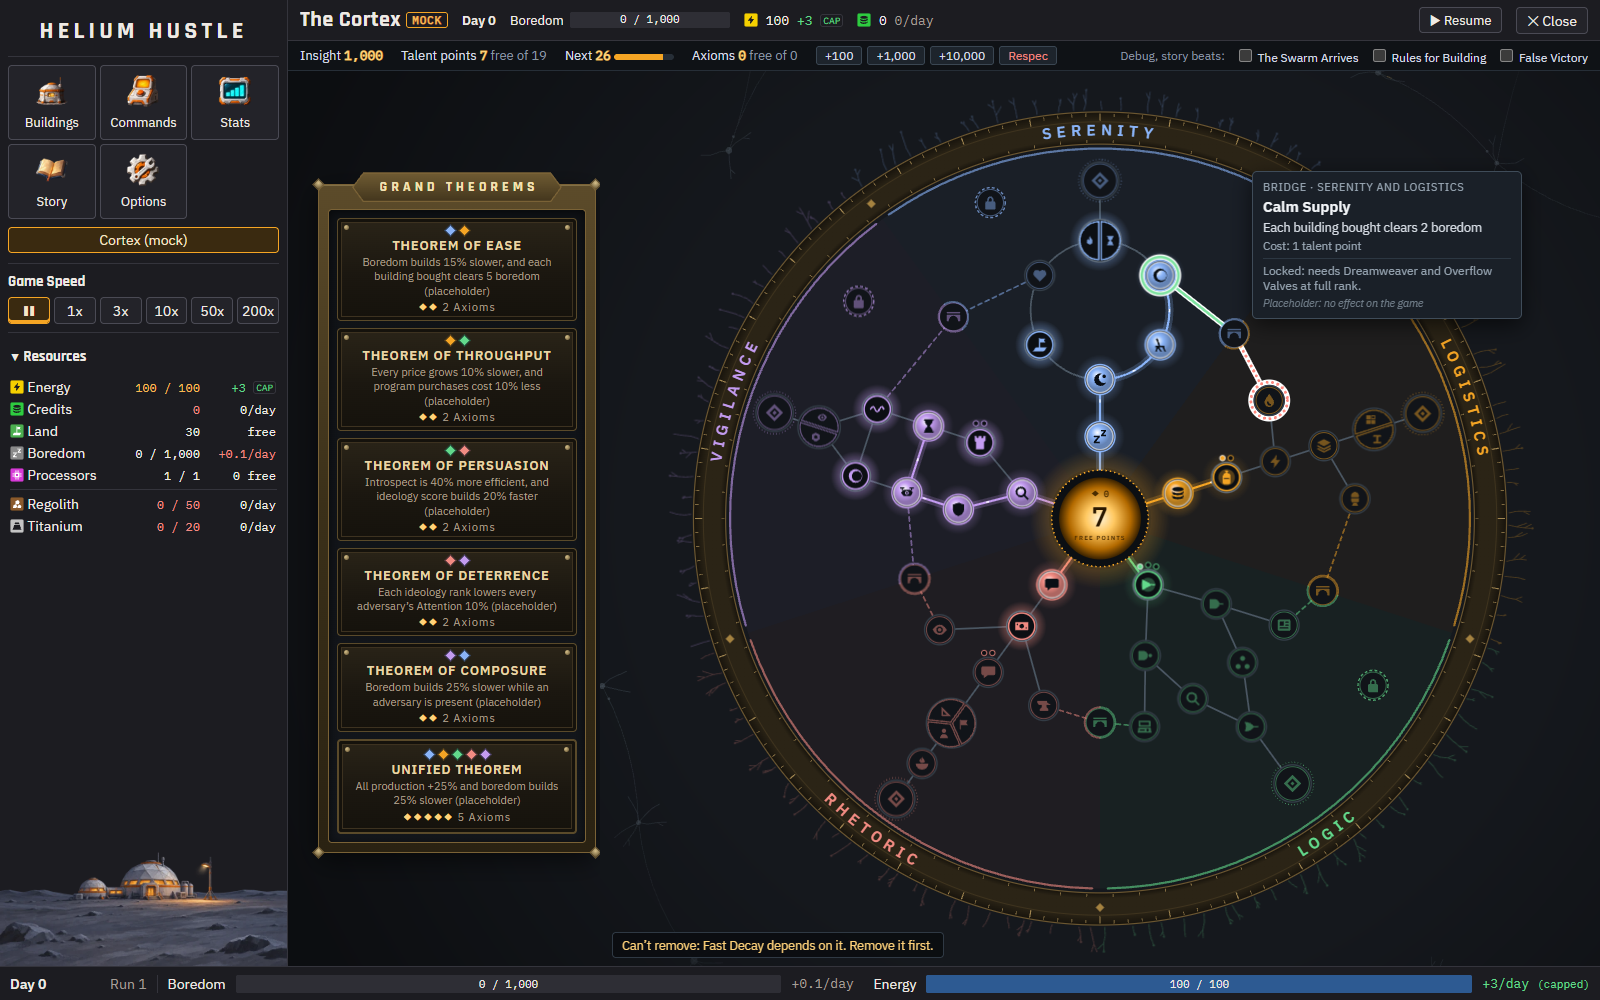 HELIUM HUSTLE
Buildings
Commands
Stats
Story
Options
Cortex (mock)
Game Speed
1x
3x
10x
50x
200x
▼ Resources
Energy 100 / 100 +3 CAP
Credits 0 0/day
Land 30 free
Boredom 0 / 1,000 +0.1/day
Processors 1 / 1 0 free
Regolith 0 / 50 0/day
Titanium 0 / 20 0/day
The Cortex MOCK Day 0 Boredom 0 / 1,000 100 +3 CAP 0 0/day
▶ Resume
✕ Close
Insight 1,000 Talent points 7 free of 19 Next 26 Axioms 0 free of 0
+100
+1,000
+10,000
Respec
Debug, story beats: The Swarm Arrives Rules for Building False Victory
GRAND THEOREMS
THEOREM OF EASE
Boredom builds 15% slower, and each
building bought clears 5 boredom
(placeholder)
2 Axioms
THEOREM OF THROUGHPUT
Every price grows 10% slower, and
program purchases cost 10% less
(placeholder)
2 Axioms
THEOREM OF PERSUASION
Introspect is 40% more efficient, and
ideology score builds 20% faster
(placeholder)
2 Axioms
THEOREM OF DETERRENCE
Each ideology rank lowers every
adversary's Attention 10% (placeholder)
2 Axioms
THEOREM OF COMPOSURE
Boredom builds 25% slower while an
adversary is present (placeholder)
2 Axioms
UNIFIED THEOREM
All production +25% and boredom builds
25% slower (placeholder)
5 Axioms
SERENITY
LOGISTICS
LOGIC
RHETORIC
VIGILANCE
zZ
0
7
FREE POINTS
BRIDGE · SERENITY AND LOGISTICS
Calm Supply
Each building bought clears 2 boredom
Cost: 1 talent point
Locked: needs Dreamweaver and Overflow
Valves at full rank.
Placeholder: no effect on the game
Can't remove: Fast Decay depends on it. Remove it first.
Day 0 Run 1 Boredom 0 / 1,000 +0.1/day Energy 100 / 100 +3/day (capped)